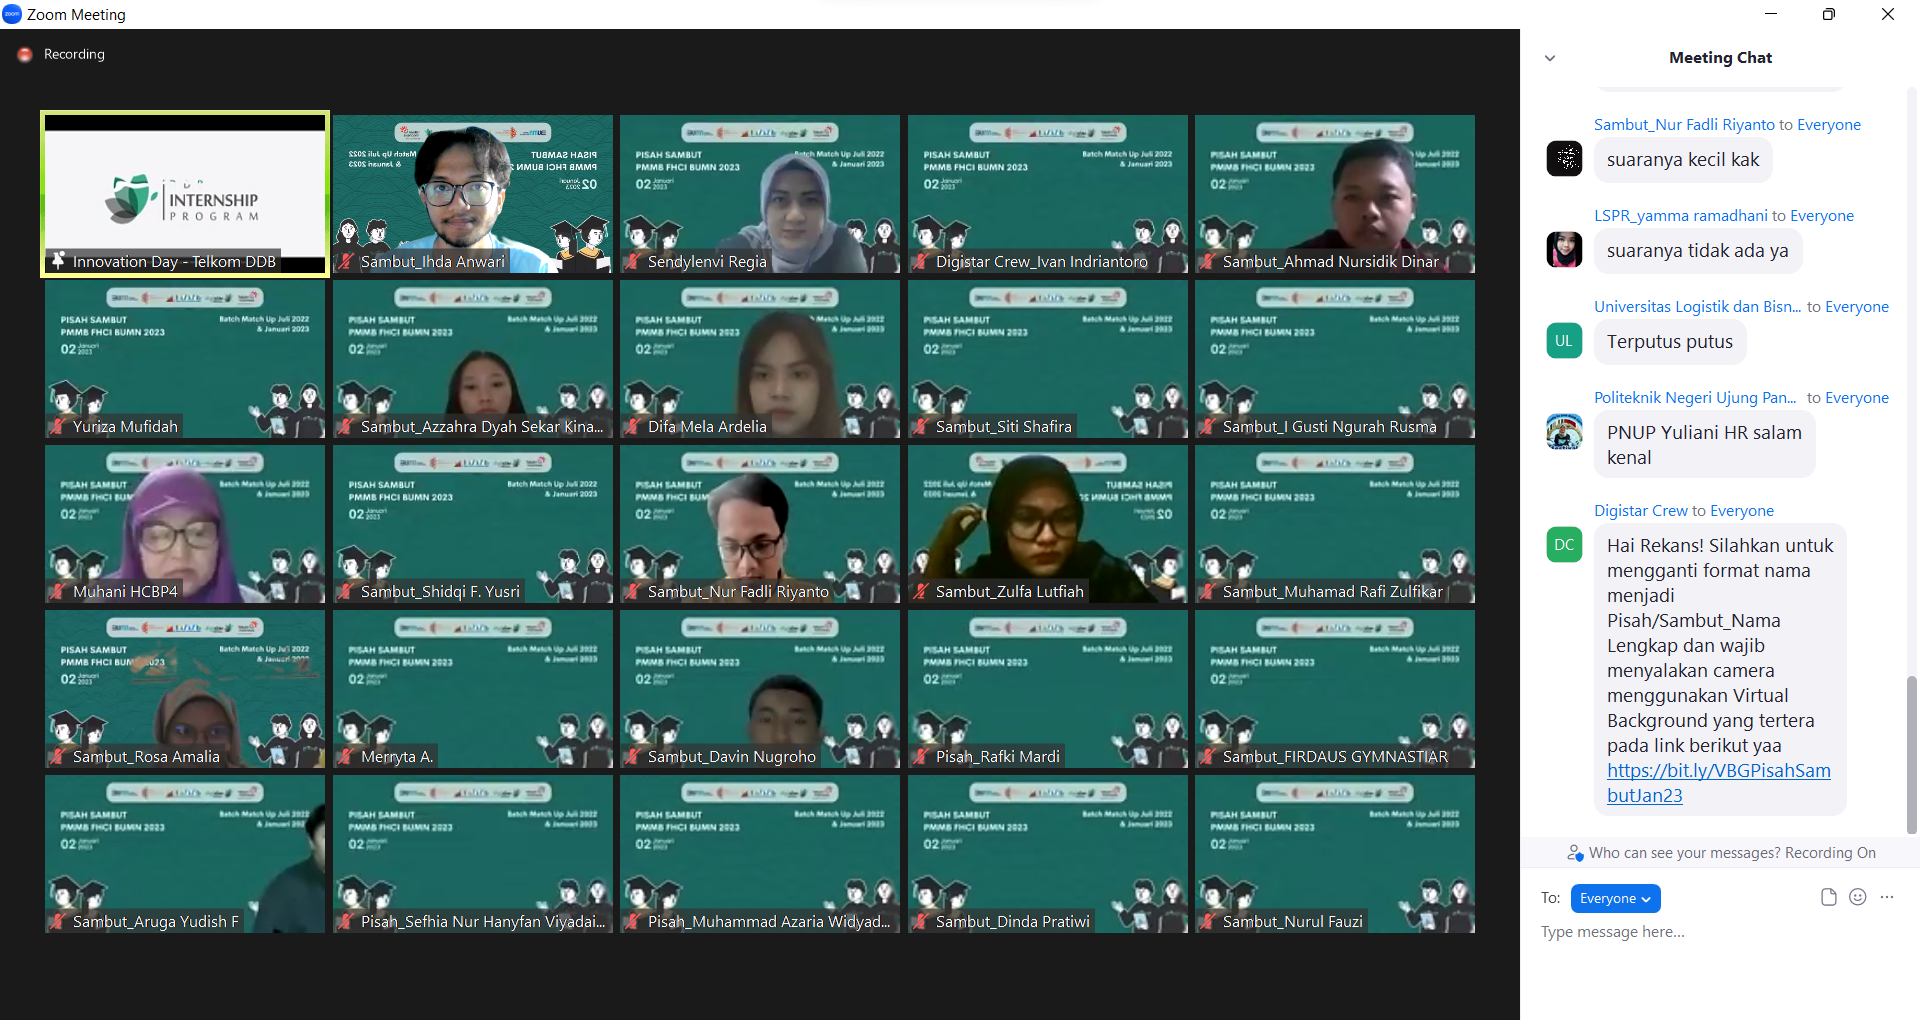 Zoom Meeting
Recording
INTERNSHIP
PROGRAM
Innovation Day - Telkom DDB
Sambut_Ihda Anwari
PISAH SAMBUT
PMMB FHCI BUMN 2023
02 Januari 2023
Batch Match Up Juli 2022
& Januari 2023
Sendylenvi Regia
Digistar Crew_Ivan Indriantoro
Sambut_Ahmad Nursidik Dinar
Yuriza Mufidah
Sambut_Azzahra Dyah Sekar Kina...
Difa Mela Ardelia
Sambut_Siti Shafira
Sambut_I Gusti Ngurah Rusma
Muhani HCBP4
Sambut_Shidqi F. Yusri
Sambut_Nur Fadli Riyanto
Sambut_Zulfa Lutfiah
Sambut_Muhamad Rafi Zulfikar
Sambut_Rosa Amalia
Merryta A.
Sambut_Davin Nugroho
Pisah_Rafki Mardi
Sambut_FIRDAUS GYMNASTIAR
Sambut_Aruga Yudish F
Pisah_Sefhia Nur Hanyfan Viyadai...
Pisah_Muhammad Azaria Widyad...
Sambut_Dinda Pratiwi
Sambut_Nurul Fauzi
Meeting Chat
Sambut_Nur Fadli Riyanto to Everyone
suaranya kecil kak
LSPR_yamma ramadhani to Everyone
suaranya tidak ada ya
Universitas Logistik dan Bisn... to Everyone
UL
Terputus putus
Politeknik Negeri Ujung Pan... to Everyone
PNUP Yuliani HR salam
kenal
Digistar Crew to Everyone
DC
Hai Rekans! Silahkan untuk
mengganti format nama
menjadi
Pisah/Sambut_Nama
Lengkap dan wajib
menyalakan camera
menggunakan Virtual
Background yang tertera
pada link berikut yaa
https://bit.ly/VBGPisahSam
butJan23
Who can see your messages? Recording On
To: Everyone
Type message here...